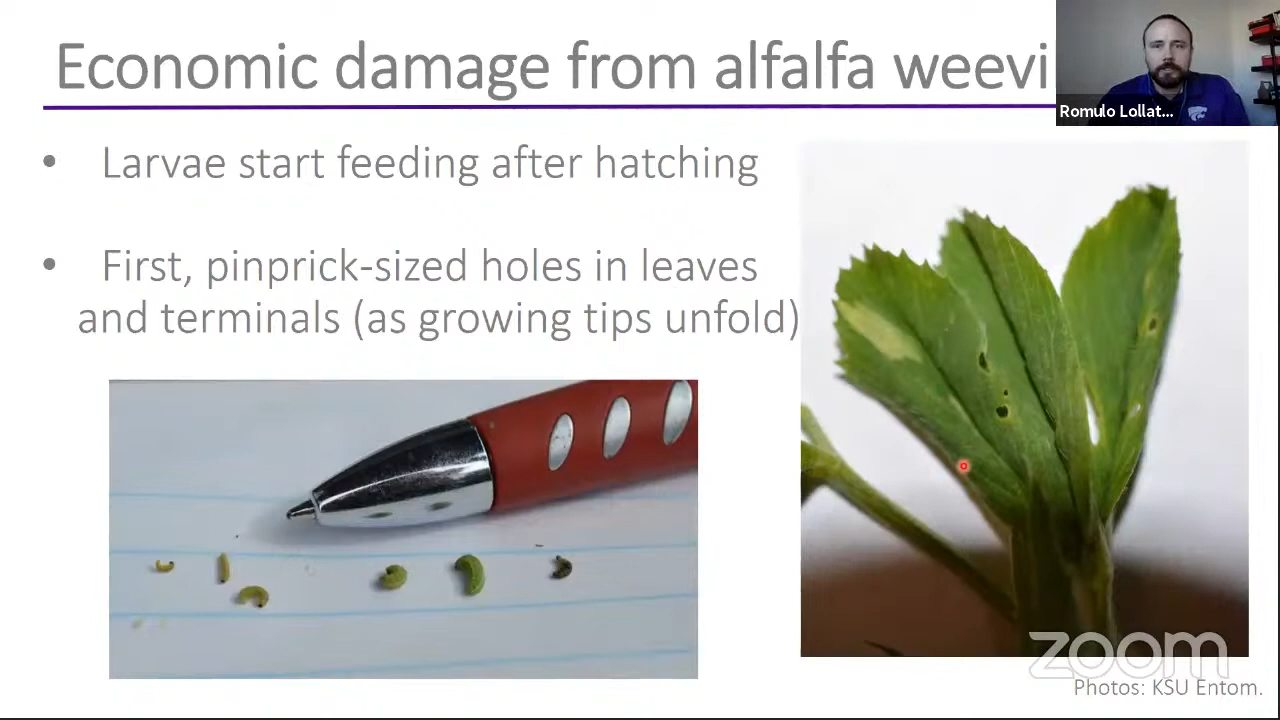 Economic damage from alfalfa weevi
Romulo Lollat...
• Larvae start feeding after hatching
• First, pinprick-sized holes in leaves
and terminals (as growing tips unfold)
zoom
Photos: KSU Entom.